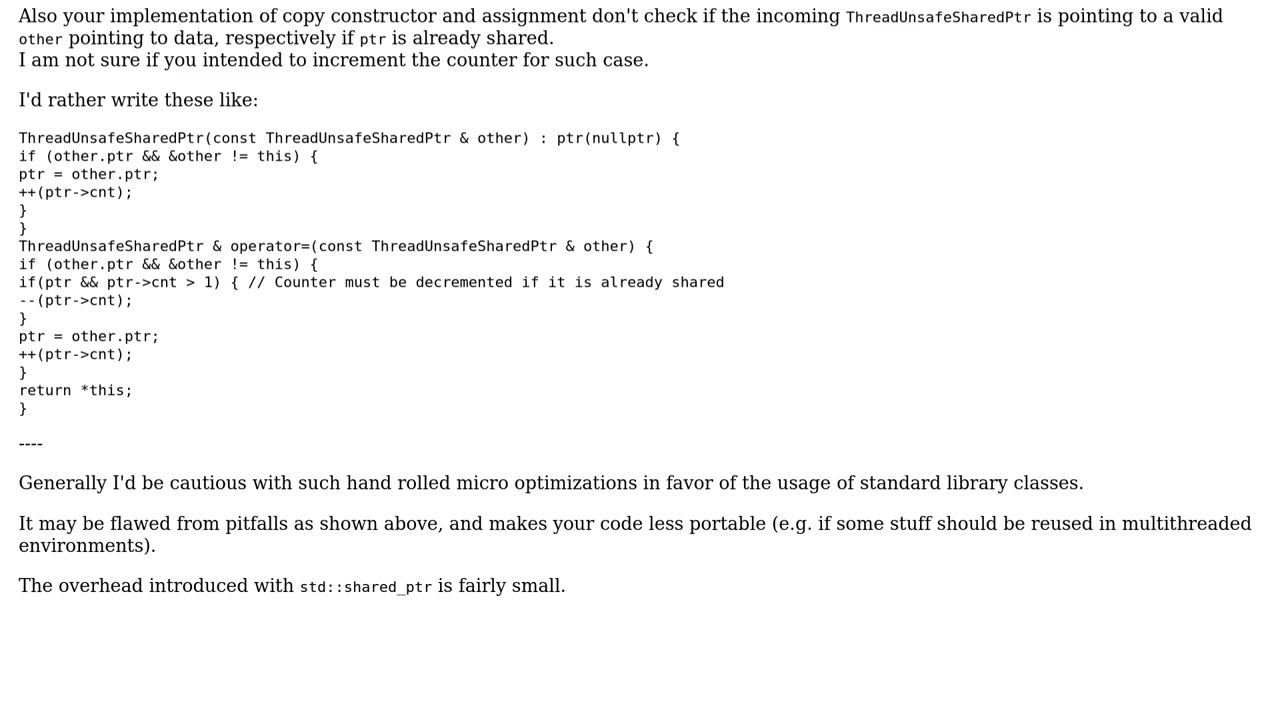 Also your implementation of copy constructor and assignment don't check if the incoming ThreadUnsafeSharedPtr is pointing to a valid
other pointing to data, respectively if ptr is already shared.
I am not sure if you intended to increment the counter for such case.
I'd rather write these like:
ThreadUnsafeSharedPtr(const ThreadUnsafeSharedPtr & other) : ptr(nullptr) {
if (other.ptr && &other != this) {
ptr = other.ptr;
++(ptr->cnt);
}
}
ThreadUnsafeSharedPtr & operator=(const ThreadUnsafeSharedPtr & other) {
if (other.ptr && &other != this) {
if(ptr && ptr->cnt > 1) { // Counter must be decremented if it is already shared
--(ptr->cnt);
}
ptr = other.ptr;
++(ptr->cnt);
}
return *this;
}
----
Generally I'd be cautious with such hand rolled micro optimizations in favor of the usage of standard library classes.
It may be flawed from pitfalls as shown above, and makes your code less portable (e.g. if some stuff should be reused in multithreaded
environments).
The overhead introduced with std::shared_ptr is fairly small.